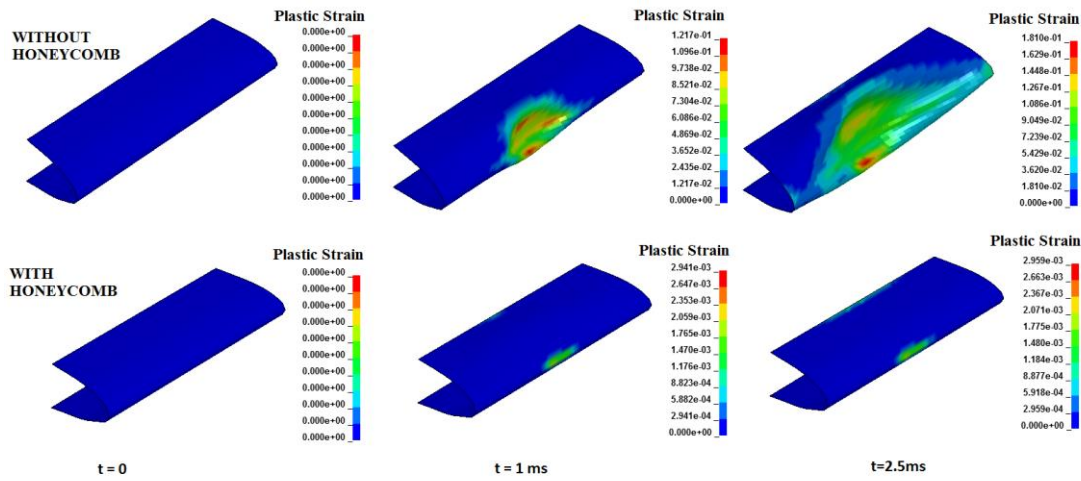 WITHOUT
HONEYCOMB
Plastic Strain
0.000e+00
0.000e+00
0.000e+00
0.000e+00
0.000e+00
0.000e+00
0.000e+00
0.000e+00
0.000e+00
0.000e+00
0.000e+00
Plastic Strain
1.217e-01
1.096e-01
9.738e-02
8.521e-02
7.304e-02
6.086e-02
4.869e-02
3.652e-02
2.435e-02
1.217e-02
0.000e+00
Plastic Strain
1.810e-01
1.629e-01
1.448e-01
1.267e-01
1.086e-01
9.049e-02
7.239e-02
5.429e-02
3.620e-02
1.810e-02
0.000e+00
WITH
HONEYCOMB
Plastic Strain
0.000e+00
0.000e+00
0.000e+00
0.000e+00
0.000e+00
0.000e+00
0.000e+00
0.000e+00
0.000e+00
0.000e+00
0.000e+00
Plastic Strain
2.941e-03
2.647e-03
2.353e-03
2.059e-03
1.765e-03
1.470e-03
1.176e-03
8.823e-04
5.882e-04
2.941e-04
0.000e+00
Plastic Strain
2.959e-03
2.663e-03
2.367e-03
2.071e-03
1.775e-03
1.480e-03
1.184e-03
8.877e-04
5.918e-04
2.959e-04
0.000e+00
t = 0
t = 1 ms
t=2.5ms